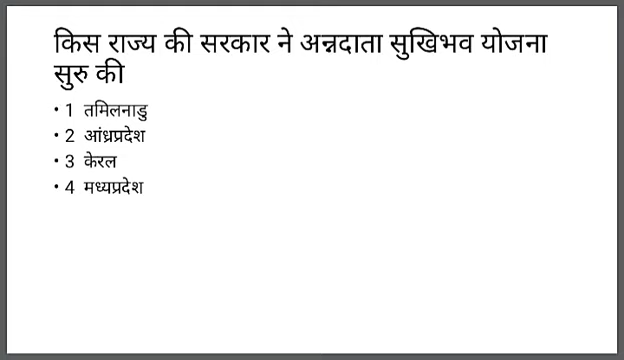 किस राज्य की सरकार ने अन्नदाता सुखिभव योजना
सुरु की
• 1 तमिलनाडु
• 2 आंध्रप्रदेश
• 3 केरल
• 4 मध्यप्रदेश